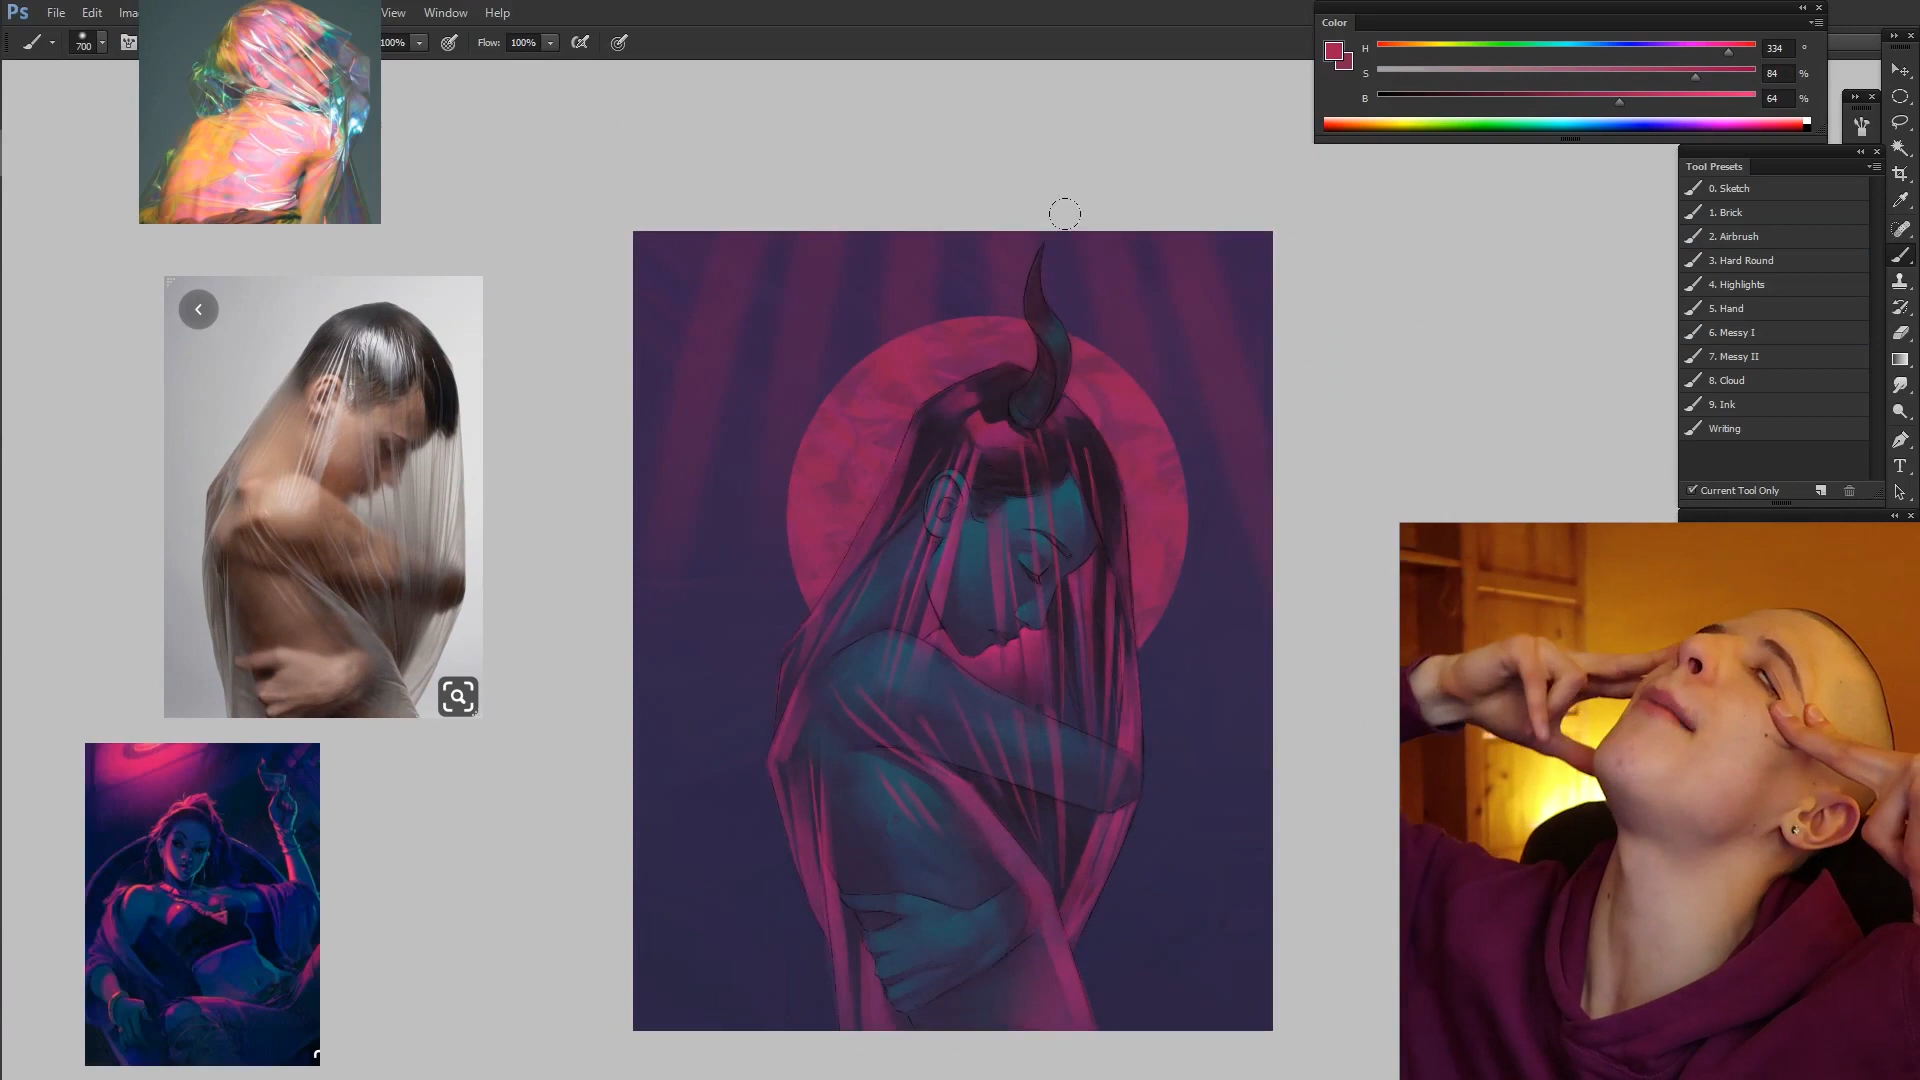 Ps File Edit Ima View Window Help
700 100% Flow: 100%
Color
H 334 °
S 84 %
B 64 %
Tool Presets
0. Sketch
1. Brick
2. Airbrush
3. Hard Round
4. Highlights
5. Hand
6. Messy I
7. Messy II
8. Cloud
9. Ink
Writing
Current Tool Only
T